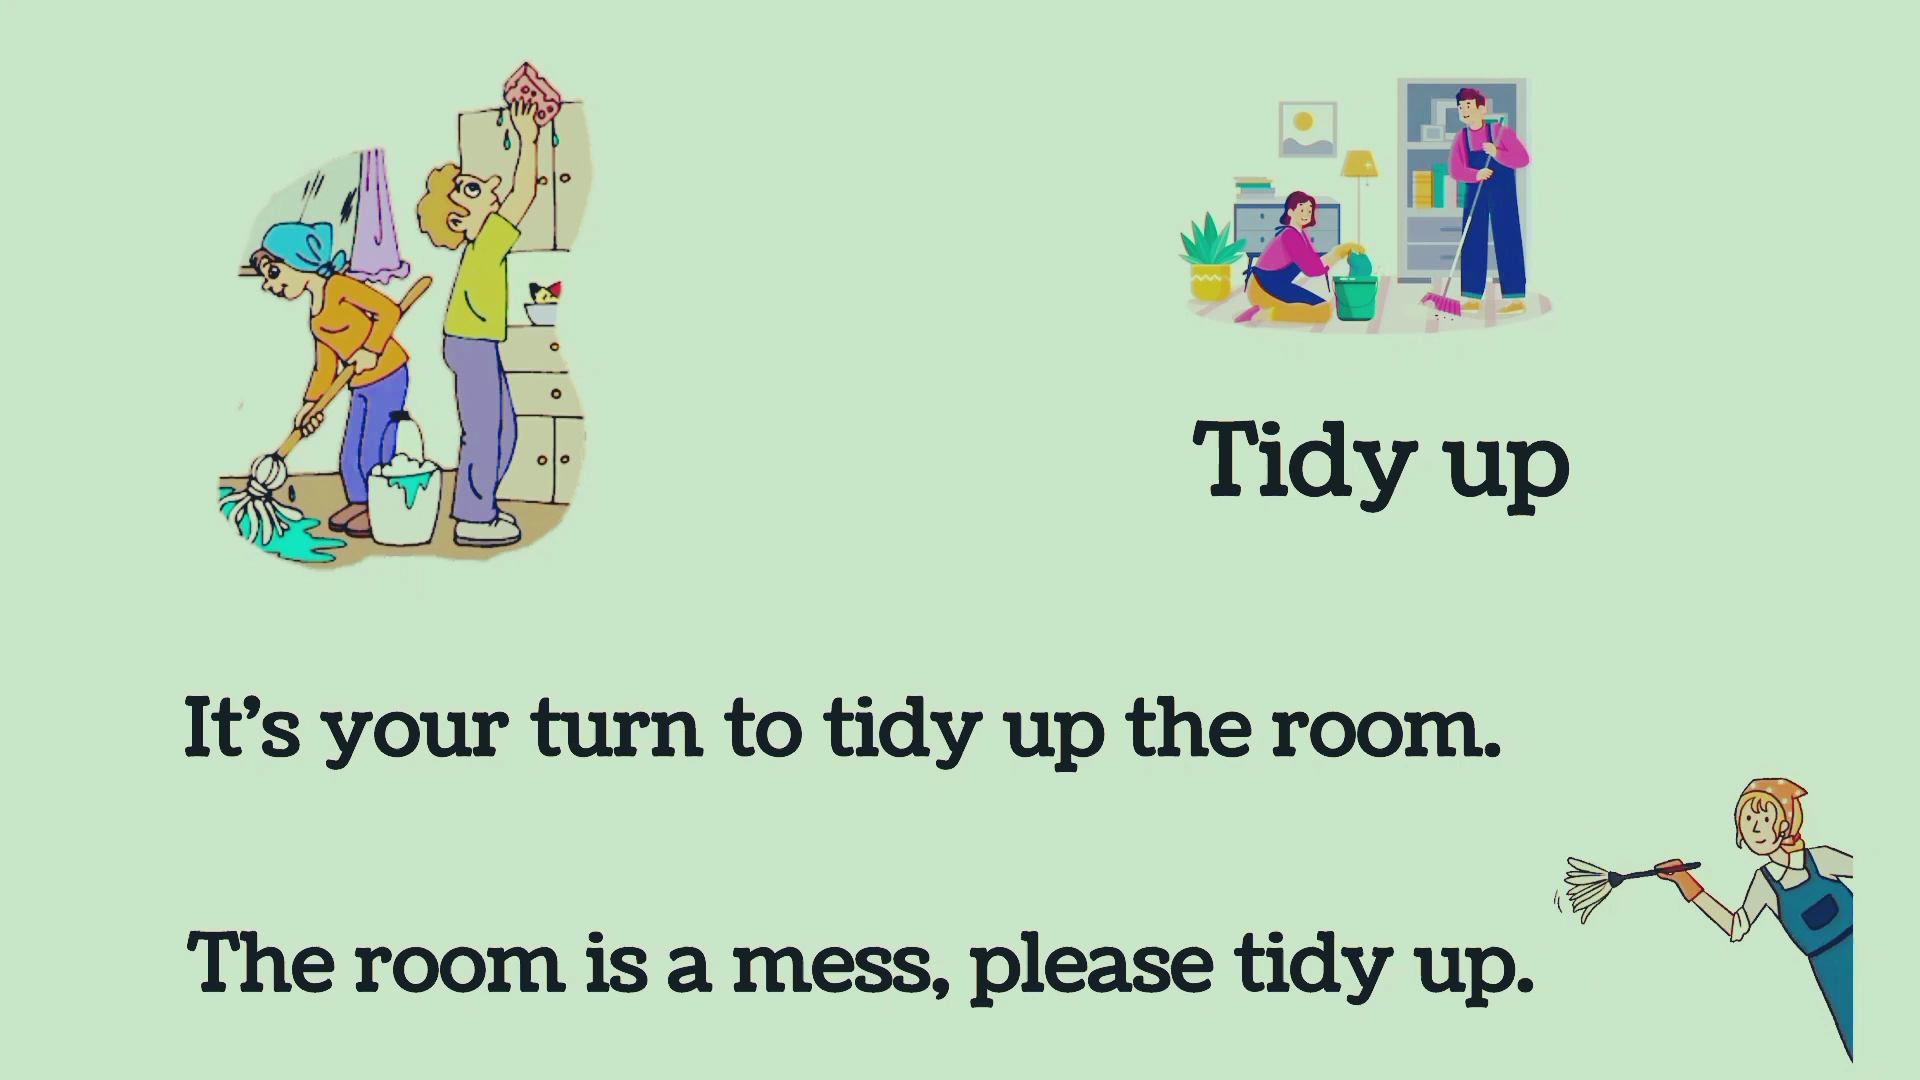 Tidy up
It’s your turn to tidy up the room.
The room is a mess, please tidy up.